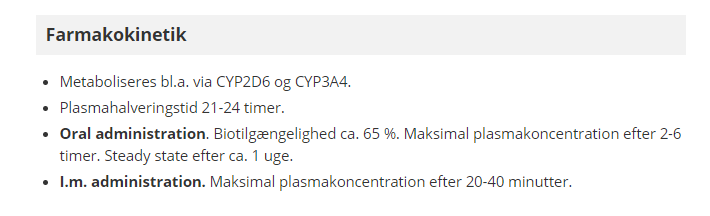 Farmakokinetik
Metaboliseres bl.a. via CYP2D6 og CYP3A4.
Plasmahalveringstid 21-24 timer.
Oral administration. Biotilgængelighed ca. 65 %. Maksimal plasmakoncentration efter 2-6
timer. Steady state efter ca. 1 uge.
I.m. administration. Maksimal plasmakoncentration efter 20-40 minutter.